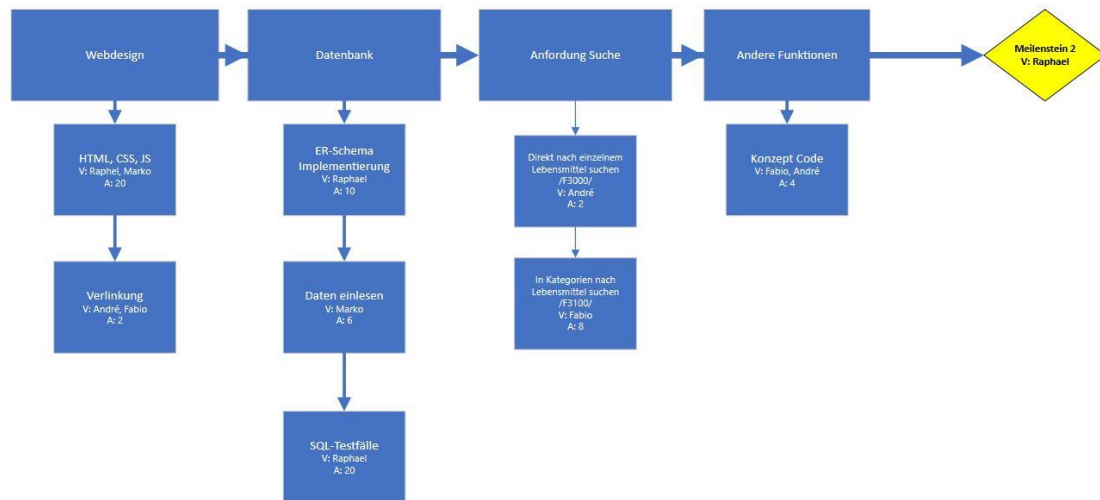 Webdesign
Datenbank
Anfordung Suche
Andere Funktionen
Meilenstein 2
V: Raphael
HTML, CSS, JS
V: Raphel, Marko
A: 20
ER-Schema
Implementierung
V: Raphael
A: 10
Direkt nach einzelnem
Lebensmittel suchen
/F3000/
V: André
A: 2
Konzept Code
V: Fabio, André
A: 4
Verlinkung
V: André, Fabio
A: 2
Daten einlesen
V: Marko
A: 6
In Kategorien nach
Lebensmittel suchen
/F3100/
V: Fabio
A: 8
SQL-Testfälle
V: Raphael
A: 20